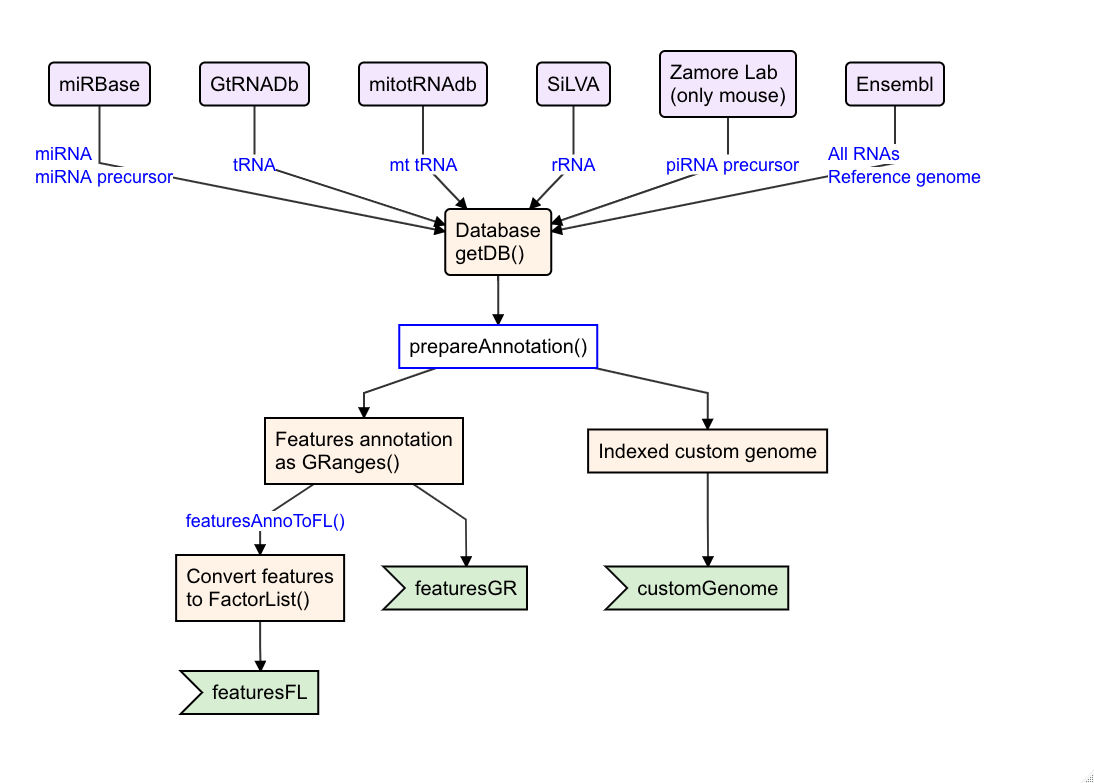 miRBase
GtRNADb
mitotRNAdb
SiLVA
Zamore Lab
(only mouse)
Ensembl
miRNA
miRNA precursor
tRNA
mt tRNA
rRNA
piRNA precursor
All RNAs
Reference genome
Database
getDB()
prepareAnnotation()
Features annotation
as GRanges()
Indexed custom genome
featuresAnnoToFL()
Convert features
to FactorList()
featuresGR
customGenome
featuresFL